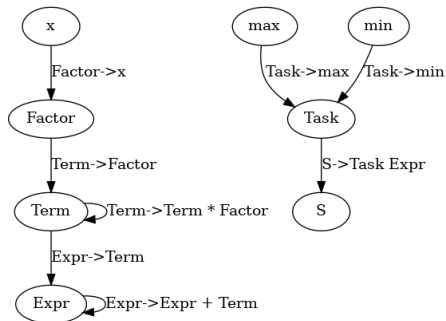 x
max
min
Factor->x
Task->max
Task->min
Factor
Task
Term->Factor
S->Task Expr
Term
Term->Term * Factor
S
Expr->Term
Expr
Expr->Expr + Term